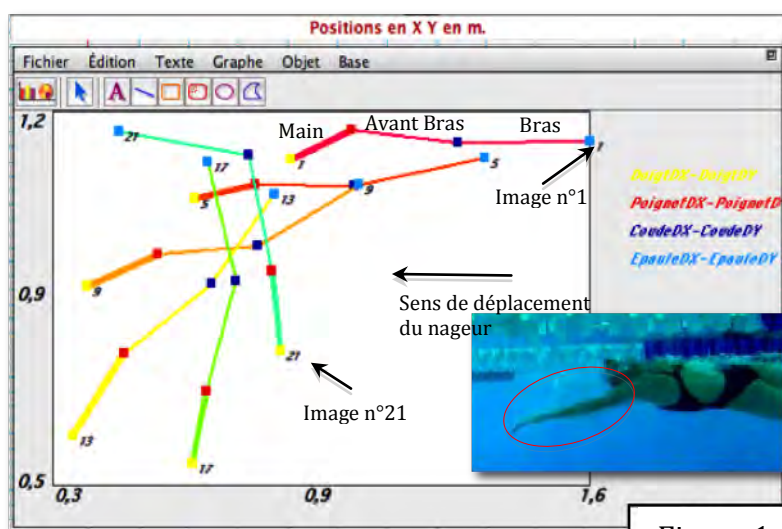 Positions en X Y en m.
Fichier Édition Texte Graphe Objet Base
A
1,2
21
Main
Avant Bras
Bras
17
1
1
5
5
9
13
Image n°1
DoigtDX-DoigtDY
PoignetDX-PoignetD
CoudeDX-CoudeDY
EpauleDX-EpauleDY
9
0,9
Sens de déplacement
du nageur
21
Image n°21
13
17
0,5
0,3
0,9
1,6
Figure 1